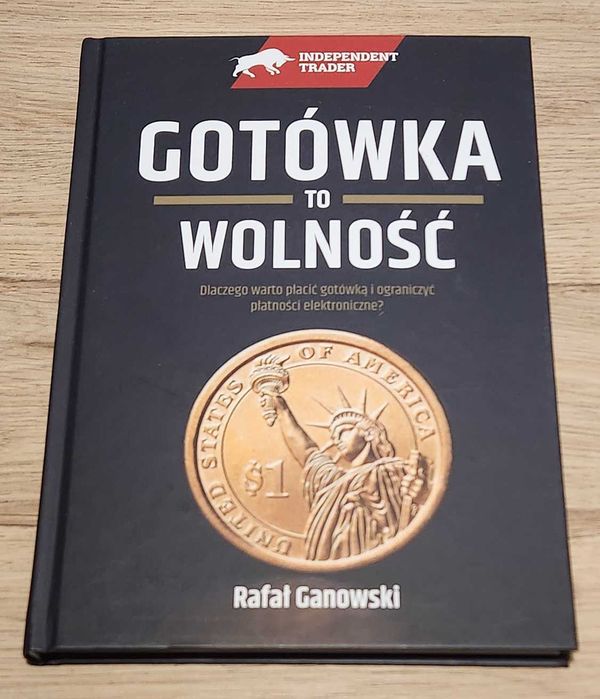 INDEPENDENT
TRADER
GOTÓWKA
TO
WOLNOŚĆ
Dlaczego warto płacić gotówką i ograniczyć
płatności elektroniczne?
UNITED STATES OF AMERICA
$1
Rafał Ganowski